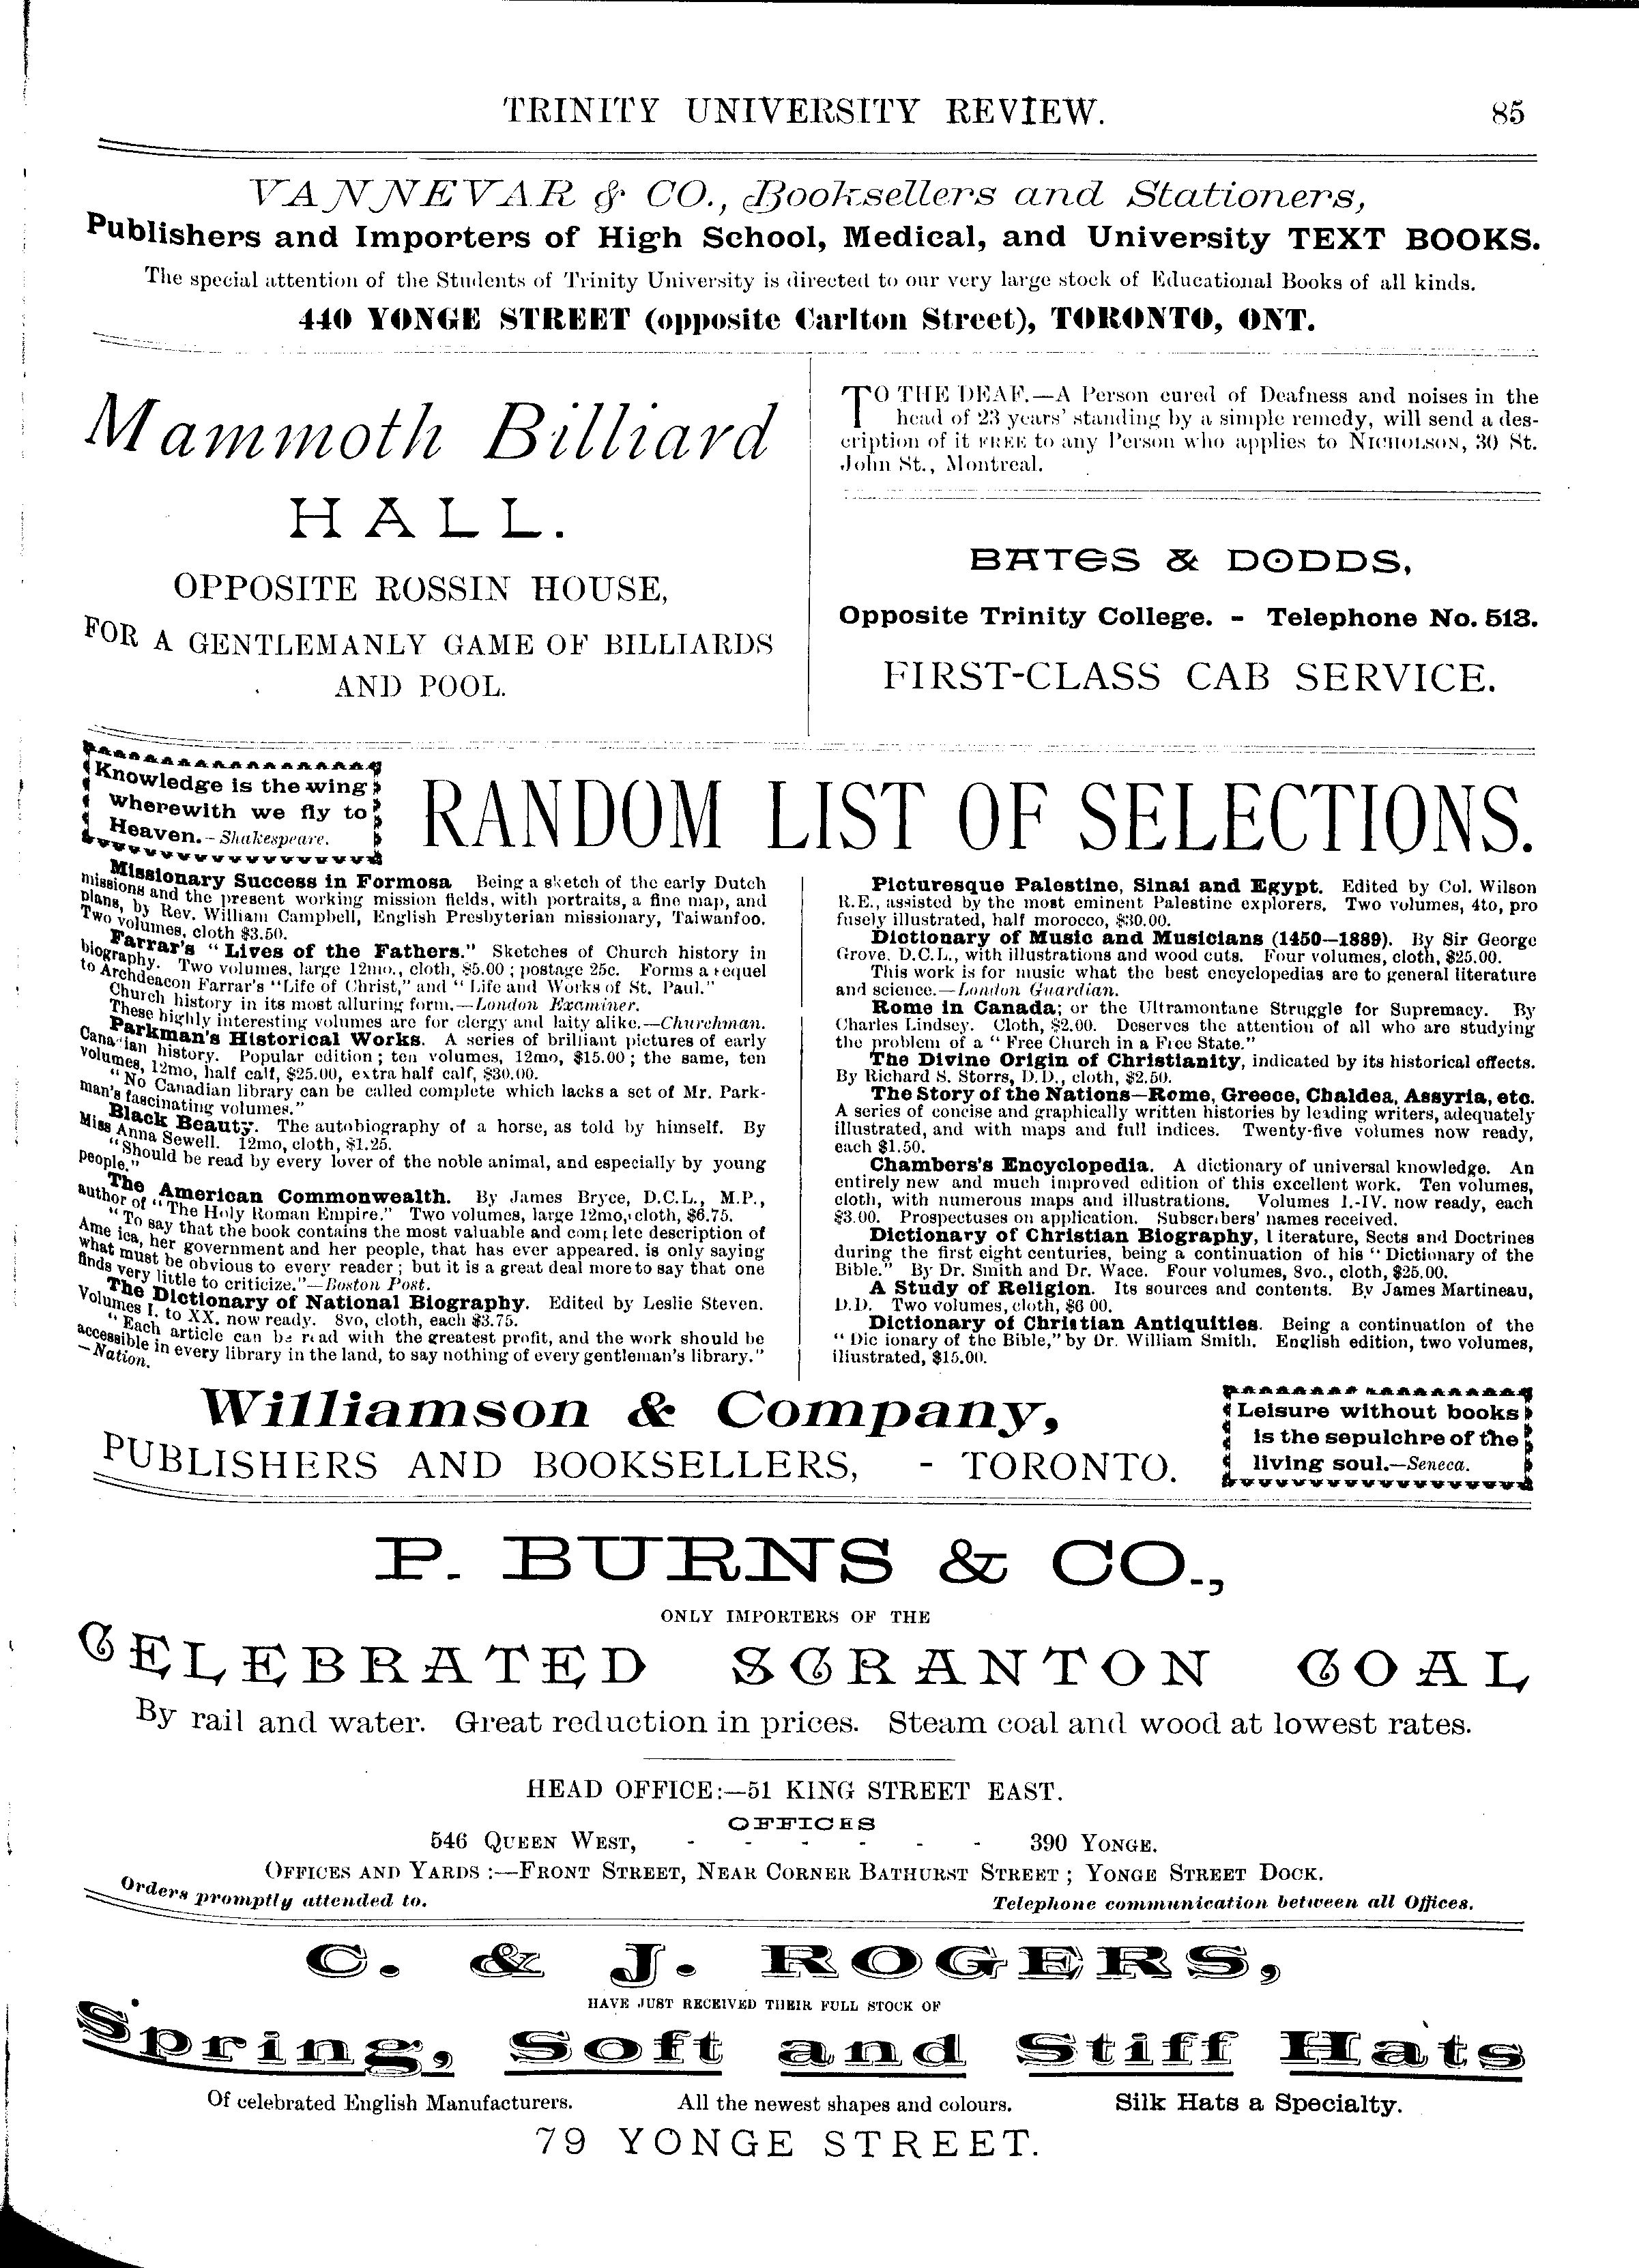 TRINITY UNIVERSITY REVIEW. 85
VANNEVAR & CO., Booksellers and Stationers,
Publishers and Importers of High School, Medical, and University TEXT BOOKS.
The special attention of the Students of Trinity University is directed to our very large stock of Educational Books of all kinds.
440 YONGE STREET (opposite Carlton Street), TORONTO, ONT.
Mammoth Billiard
HALL.
OPPOSITE ROSSIN HOUSE,
FOR A GENTLEMANLY GAME OF BILLIARDS
AND POOL.
TO THE DEAF.—A Person cured of Deafness and noises in the
head of 23 years' standing by a simple remedy, will send a des-
cription of it FREE to any Person who applies to NICHOLSON, 30 St.
John St., Montreal.
BATES & DODDS,
Opposite Trinity College. - Telephone No. 513.
FIRST-CLASS CAB SERVICE.
Knowledge is the wing
wherewith we fly to
Heaven.—Shakespeare.
RANDOM LIST OF SELECTIONS.
Missionary Success in Formosa Being a sketch of the early Dutch
missions and the present working mission fields, with portraits, a fine map, and
plans, by Rev. William Campbell, English Presbyterian missionary, Taiwanfoo.
Two volumes, cloth $3.50.
Farrar's "Lives of the Fathers." Sketches of Church history in
biography. Two volumes, large 12mo., cloth, $5.00; postage 25c. Forms a sequel
to Archdeacon Farrar's "Life of Christ," and "Life and Works of St. Paul."
Church history in its most alluring form.—London Examiner.
These highly interesting volumes are for clergy and laity alike.—Churchman.
Parkman's Historical Works. A series of brilliant pictures of early
Canadian history. Popular edition; ten volumes, 12mo, $15.00; the same, ten
volumes, 12mo, half calf, $25.00, extra half calf, $30.00.
"No Canadian library can be called complete which lacks a set of Mr. Park-
man's fascinating volumes."
Black Beauty. The autobiography of a horse, as told by himself. By
Miss Anna Sewell. 12mo, cloth, $1.25.
"Should be read by every lover of the noble animal, and especially by young
people."
The American Commonwealth. By James Bryce, D.C.L., M.P.,
author of "The Holy Roman Empire." Two volumes, large 12mo, cloth, $6.75.
"To say that the book contains the most valuable and complete description of
Ame ica, her government and her people, that has ever appeared, is only saying
what must be obvious to every reader; but it is a great deal more to say that one
finds very little to criticize."—Boston Post.
The Dictionary of National Biography. Edited by Leslie Steven.
Volumes I. to XX. now ready. 8vo, cloth, each $3.75.
"Each article can be read with the greatest profit, and the work should be
accessible in every library in the land, to say nothing of every gentleman's library."
—Nation.
Picturesque Palestine, Sinai and Egypt. Edited by Col. Wilson
R.E., assisted by the most eminent Palestine explorers. Two volumes, 4to, pro
fusely illustrated, half morocco, $30.00.
Dictionary of Music and Musicians (1450—1889). By Sir George
Grove. D.C.L., with illustrations and wood cuts. Four volumes, cloth, $25.00.
This work is for music what the best encyclopedias are to general literature
and science.—London Guardian.
Rome in Canada; or the Ultramontane Struggle for Supremacy. By
Charles Lindsey. Cloth, $2.00. Deserves the attention of all who are studying
the problem of a "Free Church in a Free State."
The Divine Origin of Christianity, indicated by its historical effects.
By Richard S. Storrs, D.D., cloth, $2.50.
The Story of the Nations—Rome, Greece, Chaldea, Assyria, etc.
A series of concise and graphically written histories by leading writers, adequately
illustrated, and with maps and full indices. Twenty-five volumes now ready,
each $1.50.
Chambers's Encyclopedia. A dictionary of universal knowledge. An
entirely new and much improved edition of this excellent work. Ten volumes,
cloth, with numerous maps and illustrations. Volumes I.-IV. now ready, each
$3.00. Prospectuses on application. Subscribers' names received.
Dictionary of Christian Biography, Literature, Sects and Doctrines
during the first eight centuries, being a continuation of his "Dictionary of the
Bible." By Dr. Smith and Dr. Wace. Four volumes, 8vo., cloth, $25.00.
A Study of Religion. Its sources and contents. By James Martineau,
D.D. Two volumes, cloth, $6 00.
Dictionary of Christian Antiquities. Being a continuation of the
"Dic ionary of the Bible," by Dr. William Smith. English edition, two volumes,
illustrated, $15.00.
Williamson & Company,
PUBLISHERS AND BOOKSELLERS, - TORONTO.
Leisure without books
is the sepulchre of the
living soul.—Seneca.
P. BURNS & CO.,
ONLY IMPORTERS OF THE
CELEBRATED SCRANTON COAL
By rail and water. Great reduction in prices. Steam coal and wood at lowest rates.
HEAD OFFICE:—51 KING STREET EAST.
OFFICES
546 QUEEN WEST, - - - - - - 390 YONGE.
OFFICES AND YARDS:—FRONT STREET, NEAR CORNER BATHURST STREET; YONGE STREET DOCK.
Orders promptly attended to. Telephone communication between all Offices.
C. & J. ROGERS,
HAVE JUST RECEIVED THEIR FULL STOCK OF
Spring, Soft and Stiff Hats
Of celebrated English Manufacturers. All the newest shapes and colours. Silk Hats a Specialty.
79 YONGE STREET.